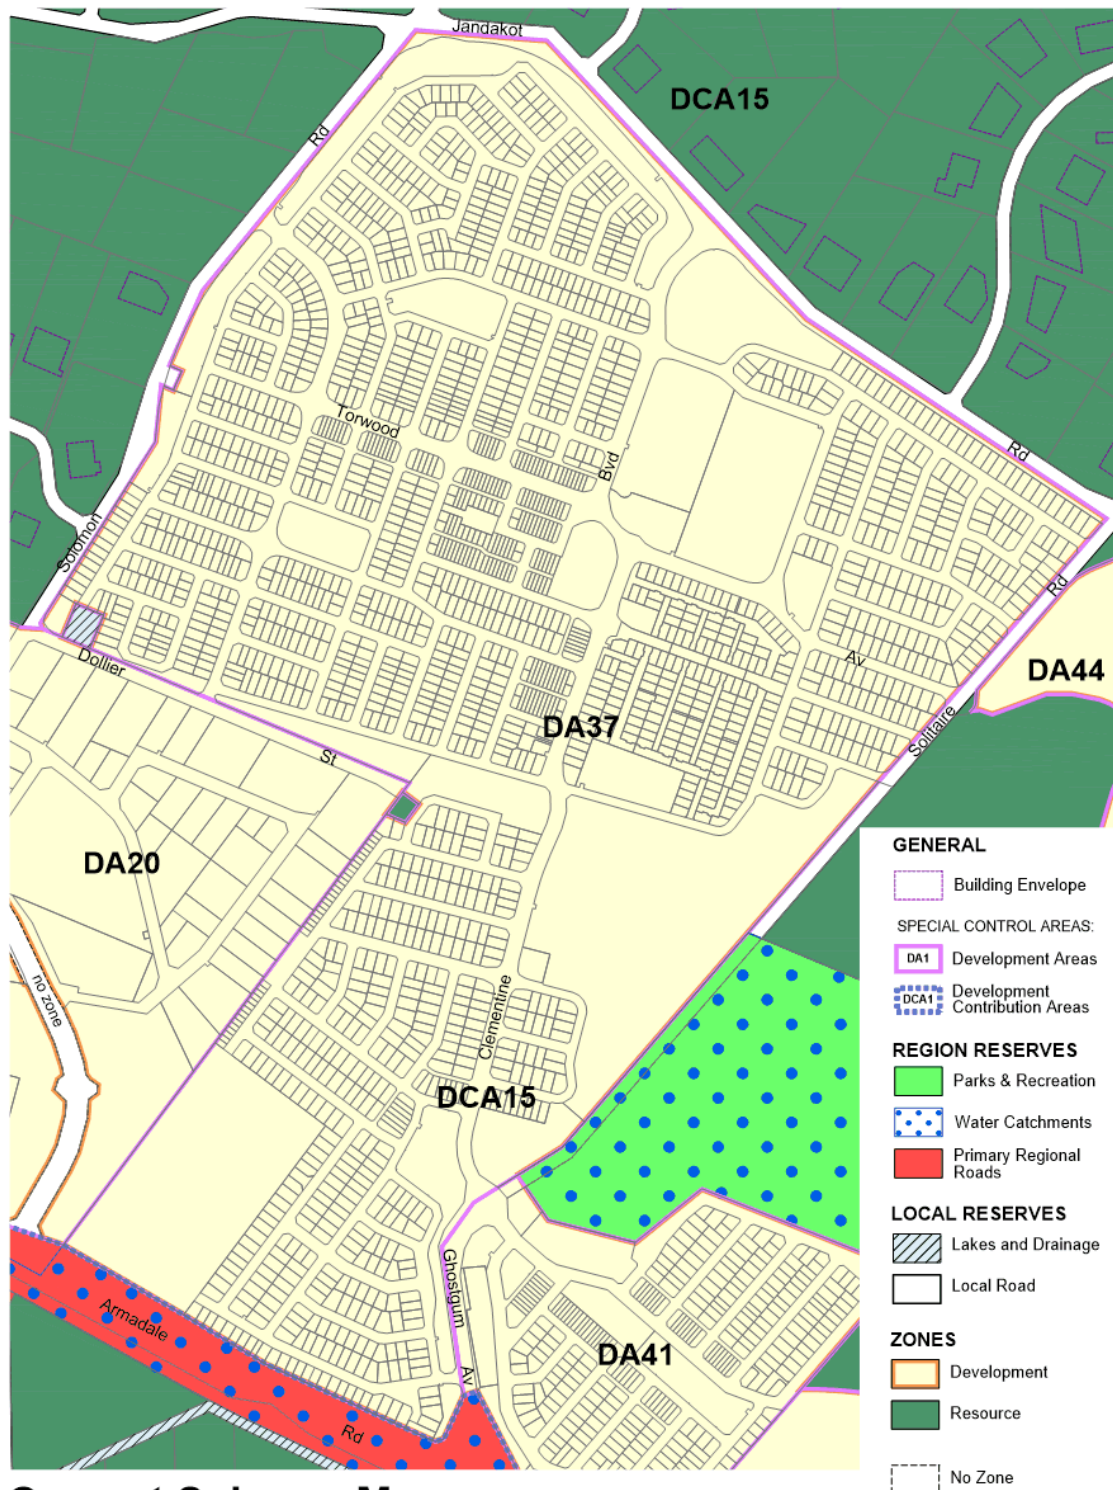 Jandakot
Rd
DCA15
Torwood
Bvd
Rd
Solomon
Rd
Av
DA44
Dollier
Solitaire
DA37
St
DA20
no zone
Clementine
DCA15
Ghostgum
Armadale
DA41
Av
Rd
GENERAL
Building Envelope
SPECIAL CONTROL AREAS:
DA1 Development Areas
DCA1 Development
Contribution Areas
REGION RESERVES
Parks & Recreation
Water Catchments
Primary Regional
Roads
LOCAL RESERVES
Lakes and Drainage
Local Road
ZONES
Development
Resource
No Zone